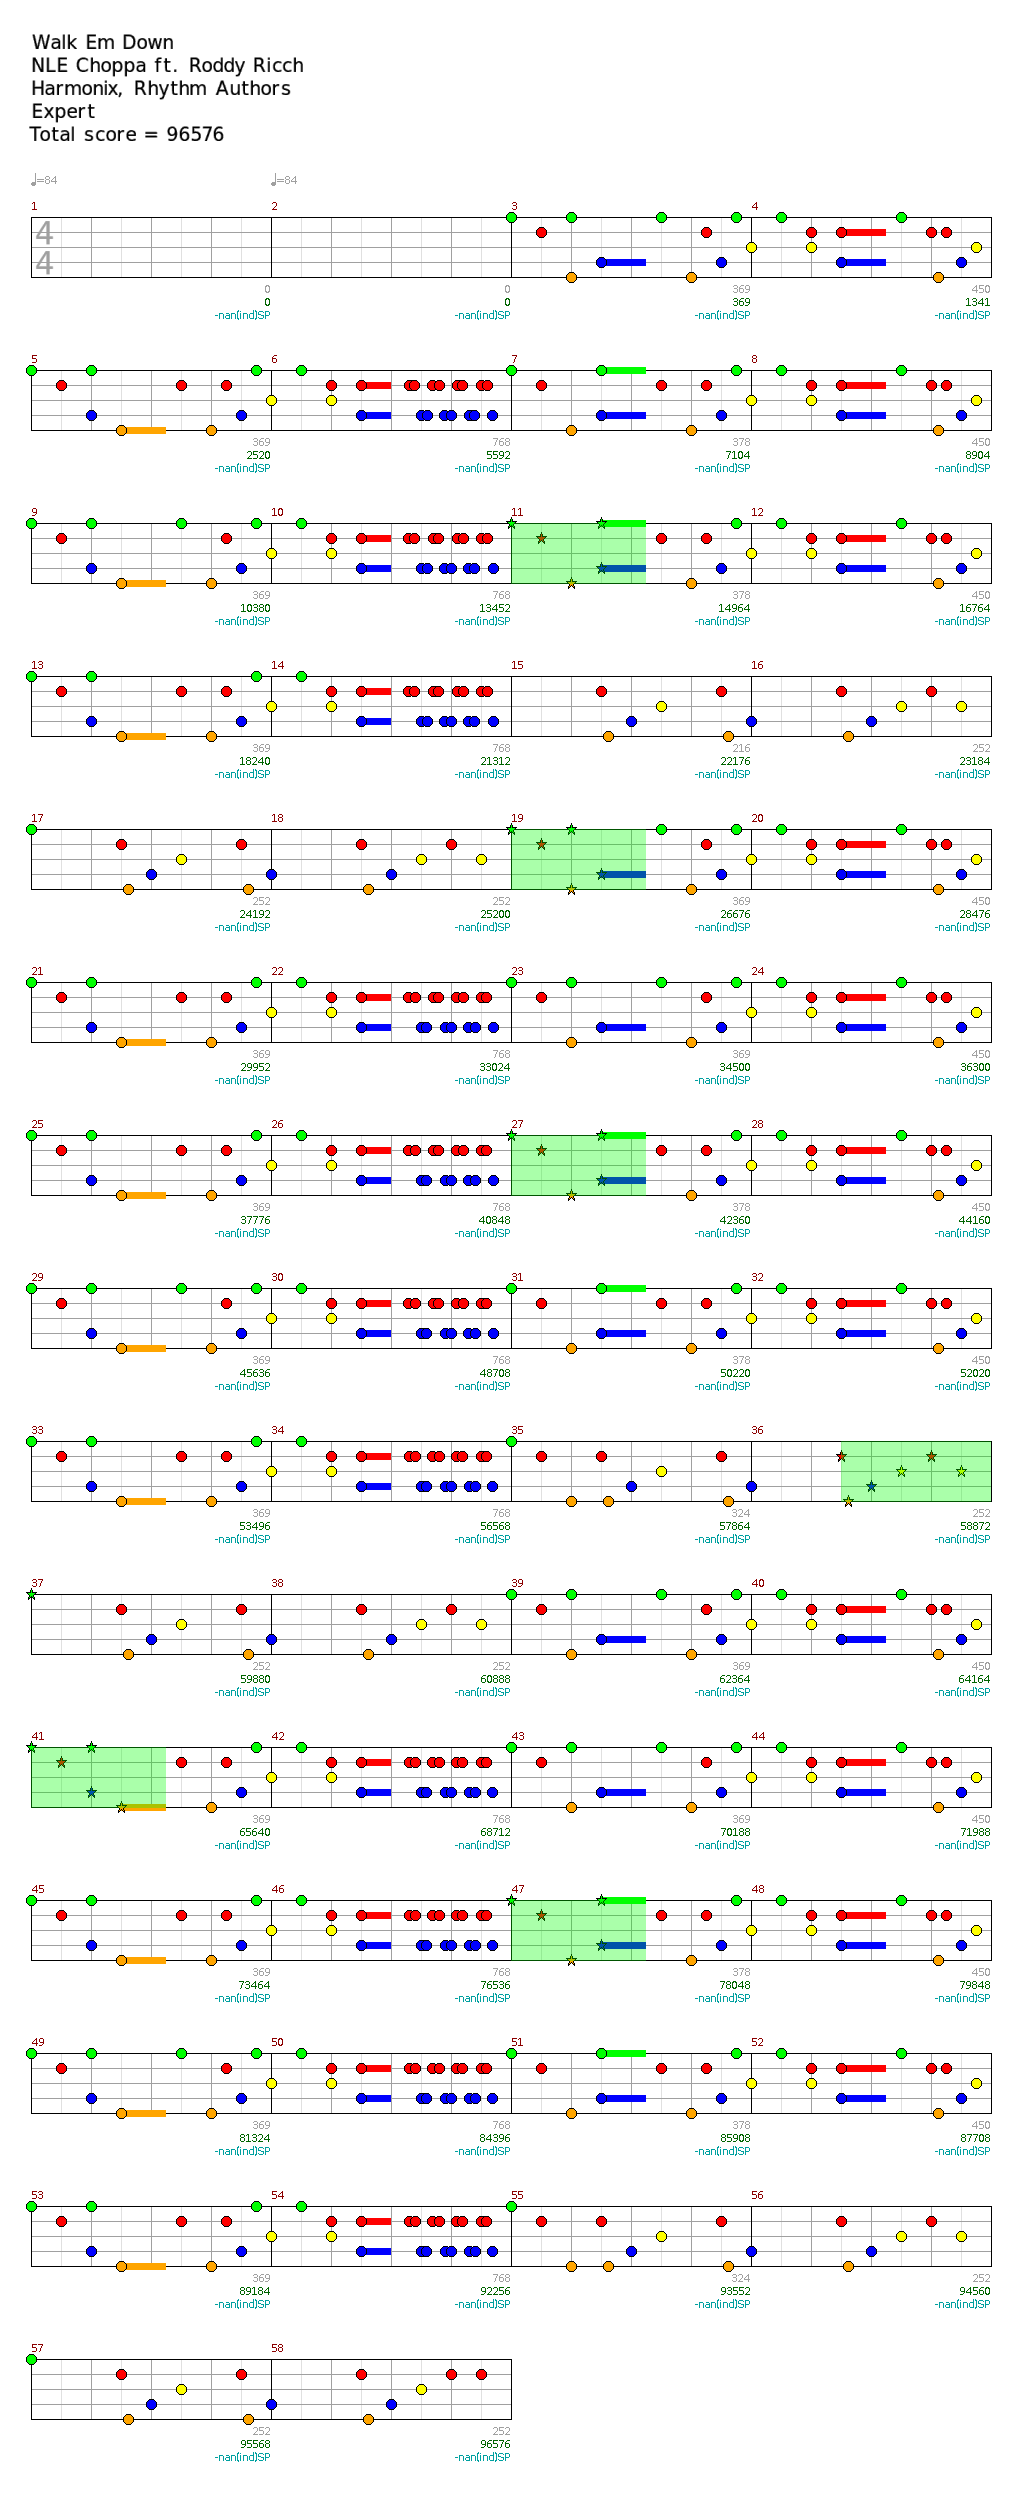 Walk Em Down
NLE Choppa ft. Roddy Ricch
Harmonix, Rhythm Authors
Expert
Total score = 96576
♩=84 ♩=84
1 2 3 4
4
4
0 0 369 450
0 0 369 1341
-nan(ind)SP -nan(ind)SP -nan(ind)SP -nan(ind)SP
5 6 7 8
369 768 378 450
2520 5592 7104 8904
-nan(ind)SP -nan(ind)SP -nan(ind)SP -nan(ind)SP
9 10 11 12
369 768 378 450
10380 13452 14964 16764
-nan(ind)SP -nan(ind)SP -nan(ind)SP -nan(ind)SP
13 14 15 16
369 768 216 252
18240 21312 22176 23184
-nan(ind)SP -nan(ind)SP -nan(ind)SP -nan(ind)SP
17 18 19 20
252 252 369 450
24192 25200 26676 28476
-nan(ind)SP -nan(ind)SP -nan(ind)SP -nan(ind)SP
21 22 23 24
369 768 369 450
29952 33024 34500 36300
-nan(ind)SP -nan(ind)SP -nan(ind)SP -nan(ind)SP
25 26 27 28
369 768 378 450
37776 40848 42360 44160
-nan(ind)SP -nan(ind)SP -nan(ind)SP -nan(ind)SP
29 30 31 32
369 768 378 450
45636 48708 50220 52020
-nan(ind)SP -nan(ind)SP -nan(ind)SP -nan(ind)SP
33 34 35 36
369 768 324 252
53496 56568 57864 58872
-nan(ind)SP -nan(ind)SP -nan(ind)SP -nan(ind)SP
37 38 39 40
252 252 369 450
59880 60888 62364 64164
-nan(ind)SP -nan(ind)SP -nan(ind)SP -nan(ind)SP
41 42 43 44
369 768 369 450
65640 68712 70188 71988
-nan(ind)SP -nan(ind)SP -nan(ind)SP -nan(ind)SP
45 46 47 48
369 768 378 450
73464 76536 78048 79848
-nan(ind)SP -nan(ind)SP -nan(ind)SP -nan(ind)SP
49 50 51 52
369 768 378 450
81324 84396 85908 87708
-nan(ind)SP -nan(ind)SP -nan(ind)SP -nan(ind)SP
53 54 55 56
369 768 324 252
89184 92256 93552 94560
-nan(ind)SP -nan(ind)SP -nan(ind)SP -nan(ind)SP
57 58
252 252
95568 96576
-nan(ind)SP -nan(ind)SP